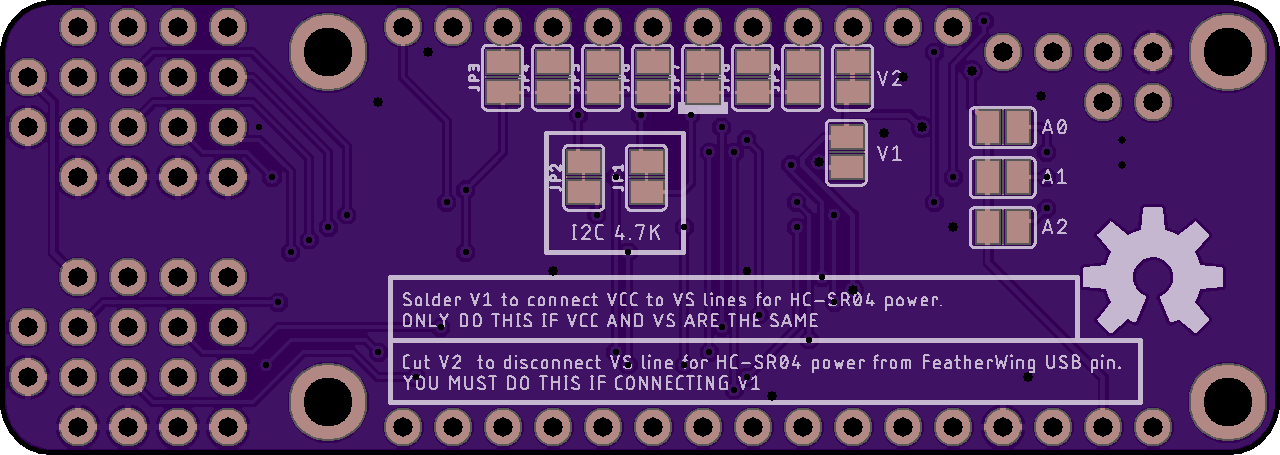 JP3
JP4
JP5
JP6
JP7
JP8
JP9
V2
A0
V1
JP2
JP1
A1
I2C 4.7K
A2
Solder V1 to connect VCC to VS lines for HC-SR04 power.
ONLY DO THIS IF VCC AND VS ARE THE SAME
Cut V2 to disconnect VS line for HC-SR04 power from FeatherWing USB pin.
YOU MUST DO THIS IF CONNECTING V1